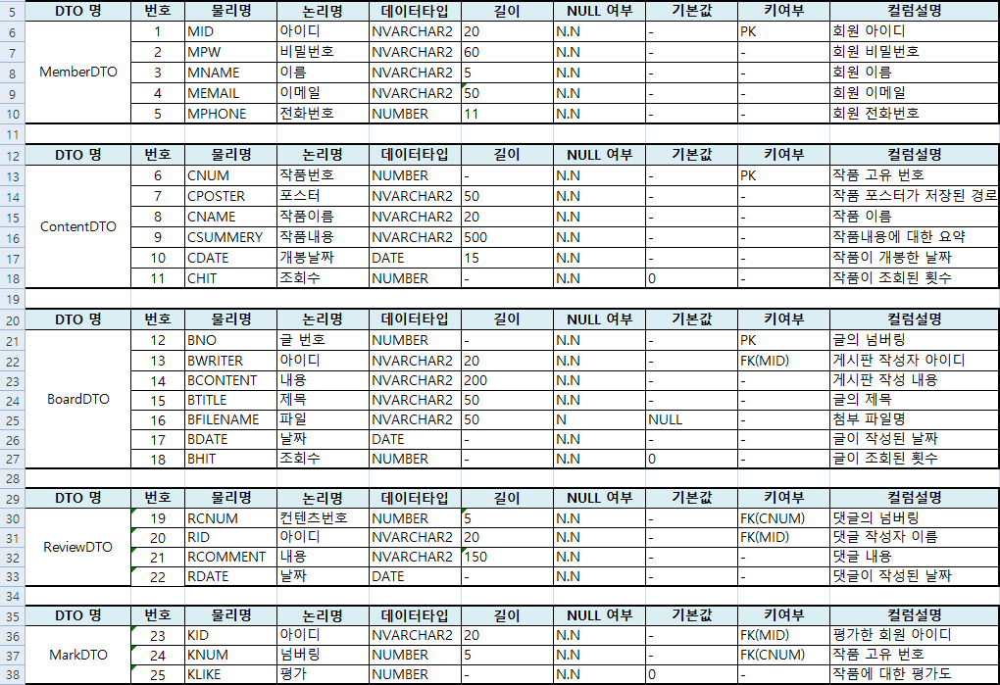 5 DTO 명 번호 물리명 논리명 데이터타입 길이 NULL 여부 기본값 키여부 컬럼설명
6 1 MID 아이디 NVARCHAR2 20 N.N - PK 회원 아이디
7 2 MPW 비밀번호 NVARCHAR2 60 N.N - - 회원 비밀번호
8 MemberDTO 3 MNAME 이름 NVARCHAR2 5 N.N - - 회원 이름
9 4 MEMAIL 이메일 NVARCHAR2 50 N.N - - 회원 이메일
10 5 MPHONE 전화번호 NUMBER 11 N.N - - 회원 전화번호
11
12 DTO 명 번호 물리명 논리명 데이터타입 길이 NULL 여부 기본값 키여부 컬럼설명
13 6 CNUM 작품번호 NUMBER - N.N - PK 작품 고유 번호
14 7 CPOSTER 포스터 NVARCHAR2 50 N.N - - 작품 포스터가 저장된 경로
15 8 CNAME 작품이름 NVARCHAR2 20 N.N - - 작품 이름
ContentDTO
16 9 CSUMMERY 작품내용 NVARCHAR2 500 N.N - - 작품내용에 대한 요약
17 10 CDATE 개봉날짜 DATE 15 N.N - - 작품이 개봉한 날짜
18 11 CHIT 조회수 NUMBER - N.N 0 - 작품이 조회된 횟수
19
20 DTO 명 번호 물리명 논리명 데이터타입 길이 NULL 여부 기본값 키여부 컬럼설명
21 12 BNO 글 번호 NUMBER - N.N - PK 글의 넘버링
22 13 BWRITER 아이디 NVARCHAR2 20 N.N - FK(MID) 게시판 작성자 아이디
23 14 BCONTENT 내용 NVARCHAR2 200 N.N - - 게시판 작성 내용
24 BoardDTO 15 BTITLE 제목 NVARCHAR2 50 N.N - - 글의 제목
25 16 BFILENAME 파일 NVARCHAR2 50 N NULL - 첨부 파일명
26 17 BDATE 날짜 DATE - N.N - - 글이 작성된 날짜
27 18 BHIT 조회수 NUMBER - N.N 0 - 글이 조회된 횟수
28
29 DTO 명 번호 물리명 논리명 데이터타입 길이 NULL 여부 기본값 키여부 컬럼설명
30 19 RCNUM 컨텐츠번호 NUMBER 5 N.N - FK(CNUM) 댓글의 넘버링
31 20 RID 아이디 NVARCHAR2 20 N.N - FK(MID) 댓글 작성자 이름
ReviewDTO
32 21 RCOMMENT 내용 NVARCHAR2 150 N.N - - 댓글 내용
33 22 RDATE 날짜 DATE - N.N - - 댓글이 작성된 날짜
34
35 DTO 명 번호 물리명 논리명 데이터타입 길이 NULL 여부 기본값 키여부 컬럼설명
36 23 KID 아이디 NVARCHAR2 20 N.N - FK(MID) 평가한 회원 아이디
37 MarkDTO 24 KNUM 넘버링 NUMBER 5 N.N - FK(CNUM) 작품 고유 번호
38 25 KLIKE 평가 NUMBER - N.N 0 - 작품에 대한 평가도